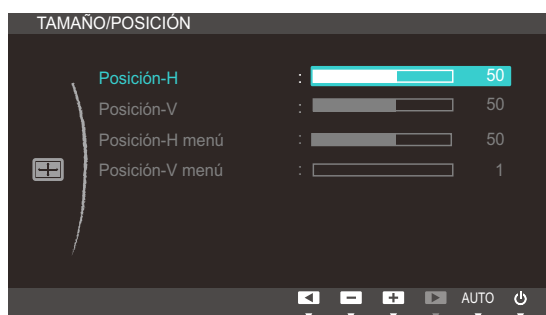 TAMAÑO/POSICIÓN
Posición-H : 50
Posición-V : 50
Posición-H menú : 50
Posición-V menú : 1
AUTO